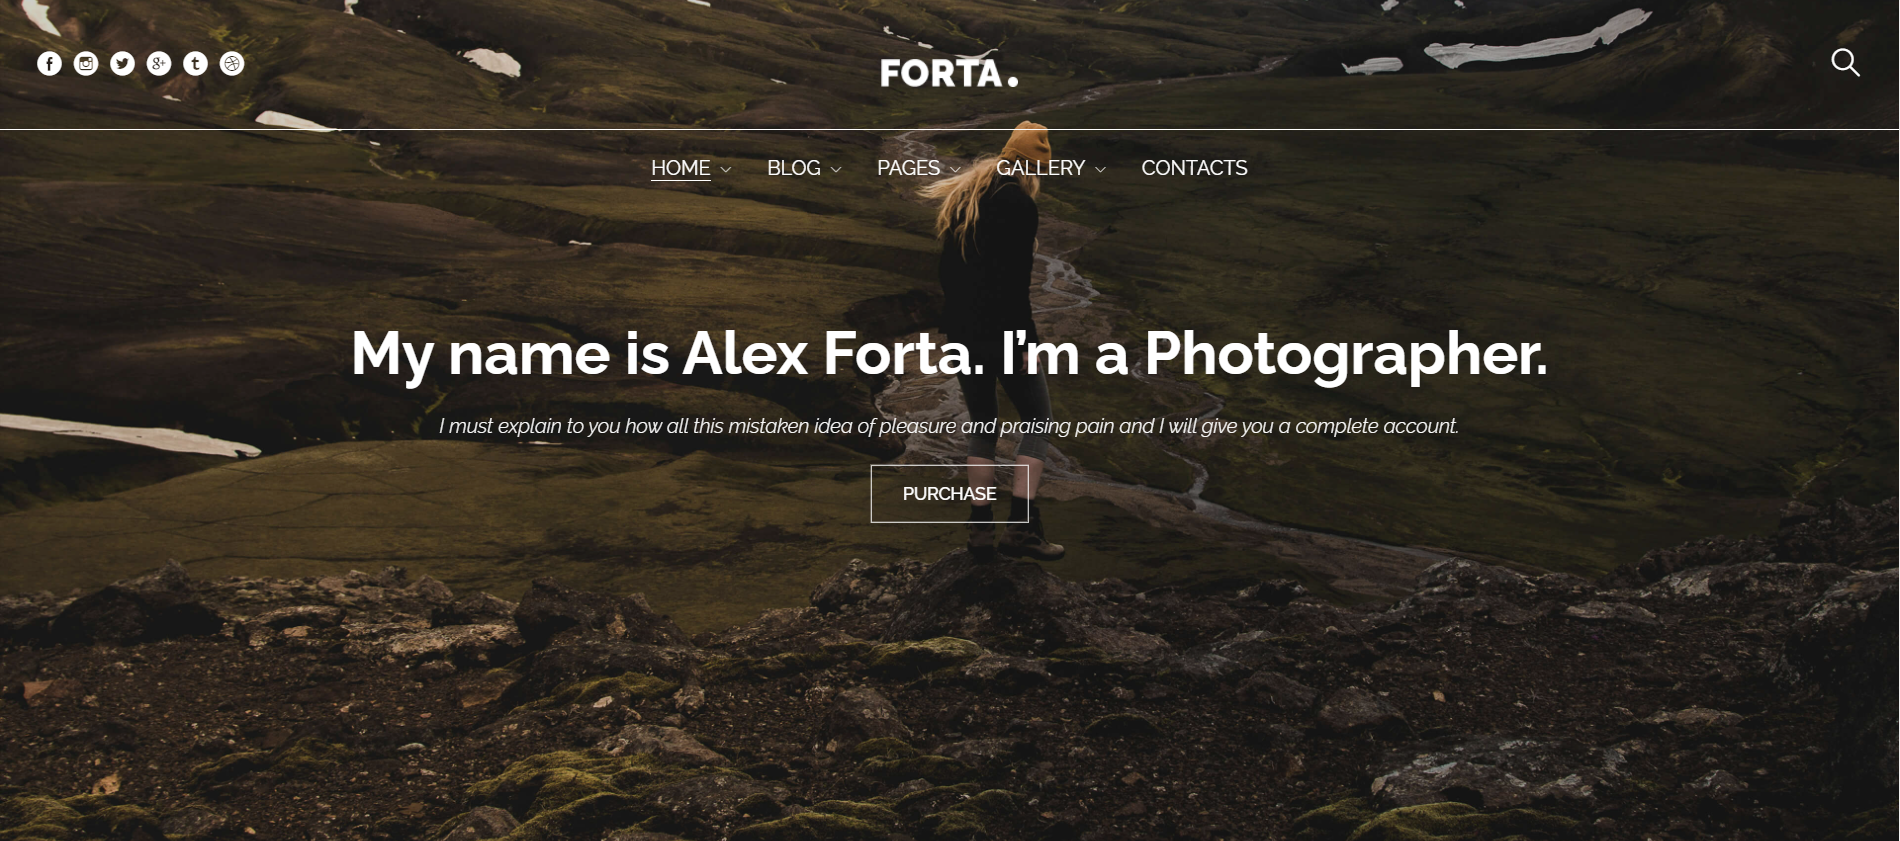 FORTA.
HOME BLOG PAGES GALLERY CONTACTS
My name is Alex Forta. I’m a Photographer.
I must explain to you how all this mistaken idea of pleasure and praising pain and I will give you a complete account.
PURCHASE